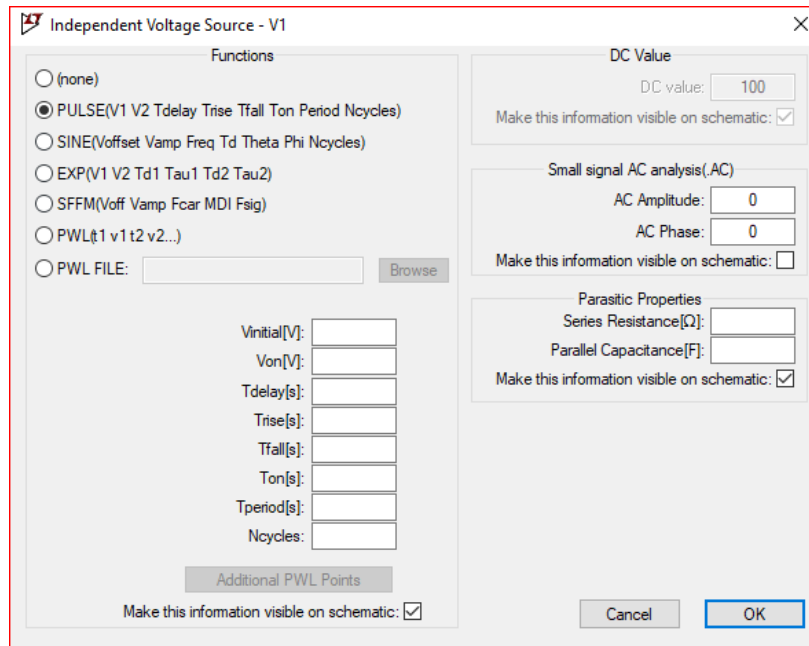 Independent Voltage Source - V1
Functions
(none)
PULSE(V1 V2 Tdelay Trise Tfall Ton Period Ncycles)
SINE(Voffset Vamp Freq Td Theta Phi Ncycles)
EXP(V1 V2 Td1 Tau1 Td2 Tau2)
SFFM(Voff Vamp Fcar MDI Fsig)
PWL(t1 v1 t2 v2...)
PWL FILE: Browse
Vinitial[V]:
Von[V]:
Tdelay[s]:
Trise[s]:
Tfall[s]:
Ton[s]:
Tperiod[s]:
Ncycles:
Additional PWL Points
Make this information visible on schematic:
DC Value
DC value: 100
Make this information visible on schematic:
Small signal AC analysis(.AC)
AC Amplitude: 0
AC Phase: 0
Make this information visible on schematic:
Parasitic Properties
Series Resistance[Ω]:
Parallel Capacitance[F]:
Make this information visible on schematic:
Cancel OK